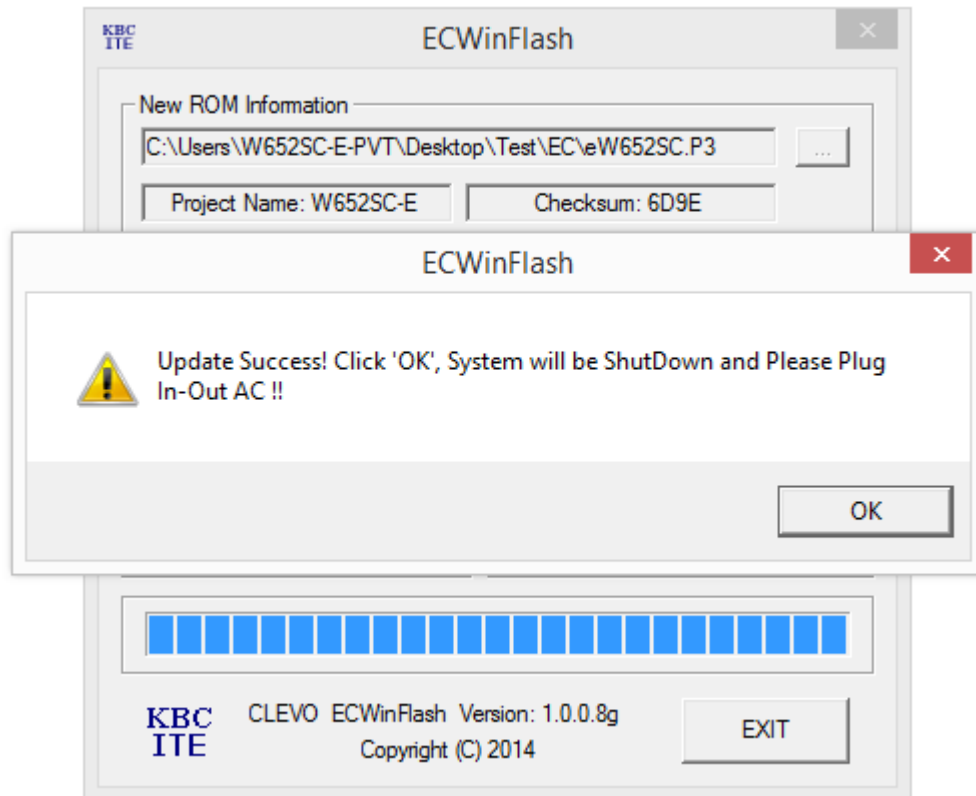 KBC
ITE
ECWinFlash
New ROM Information
C:\Users\W652SC-E-PVT\Desktop\Test\EC\eW652SC.P3
...
Project Name: W652SC-E
Checksum: 6D9E
ECWinFlash
Update Success! Click 'OK', System will be ShutDown and Please Plug
In-Out AC !!
OK
KBC
ITE
CLEVO ECWinFlash Version: 1.0.0.8g
Copyright (C) 2014
EXIT